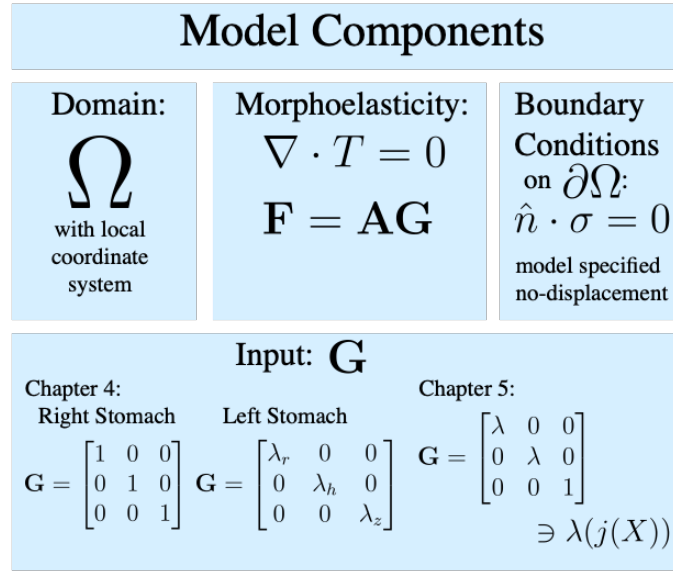 Model Components
Domain:
Ω
with local
coordinate
system
Morphoelasticity:
∇ · T = 0
F = AG
Boundary
Conditions
on ∂Ω:
n̂ · σ = 0
model specified
no-displacement
Input: G
Chapter 4:
Right Stomach
G = [1 0 0
0 1 0
0 0 1]
Left Stomach
G = [λ_r 0 0
0 λ_h 0
0 0 λ_z]
Chapter 5:
G = [λ 0 0
0 λ 0
0 0 1]
∋ λ(j(X))